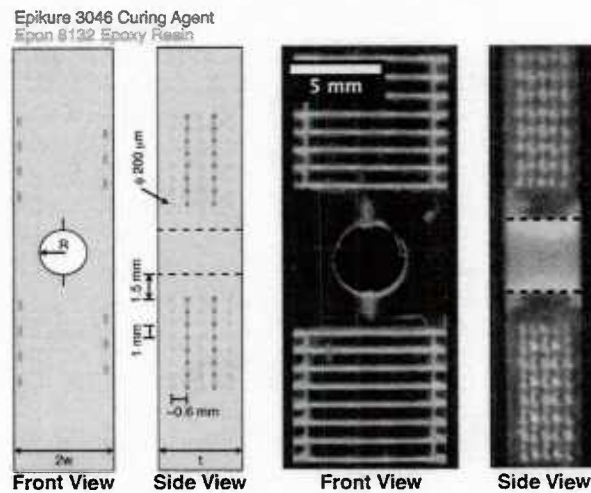 Epikure 3046 Curing Agent
Epon 8132 Epoxy Resin
5 mm
ϕ 200 μm
R
1.5 mm
1 mm
~0.6 mm
2w
t
Front View Side View Front View Side View